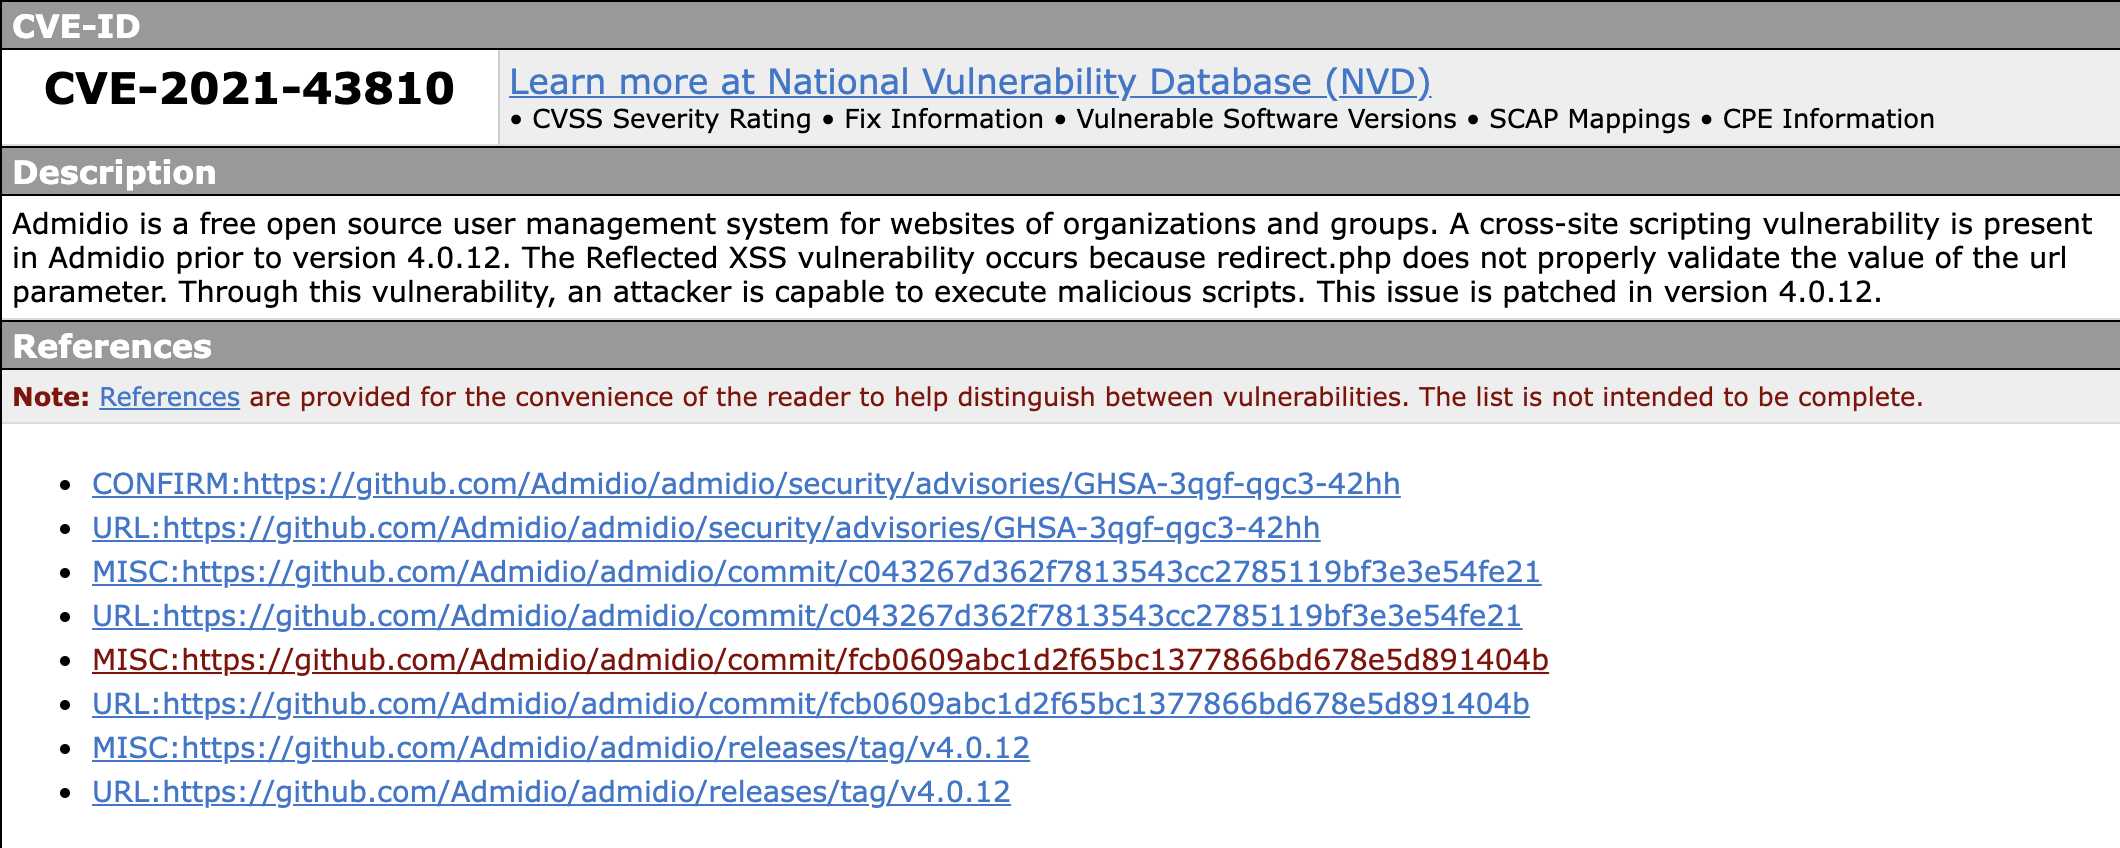 CVE-ID
CVE-2021-43810
Learn more at National Vulnerability Database (NVD)
• CVSS Severity Rating • Fix Information • Vulnerable Software Versions • SCAP Mappings • CPE Information
Description
Admidio is a free open source user management system for websites of organizations and groups. A cross-site scripting vulnerability is present
in Admidio prior to version 4.0.12. The Reflected XSS vulnerability occurs because redirect.php does not properly validate the value of the url
parameter. Through this vulnerability, an attacker is capable to execute malicious scripts. This issue is patched in version 4.0.12.
References
Note: References are provided for the convenience of the reader to help distinguish between vulnerabilities. The list is not intended to be complete.
• CONFIRM:https://github.com/Admidio/admidio/security/advisories/GHSA-3qgf-qgc3-42hh
• URL:https://github.com/Admidio/admidio/security/advisories/GHSA-3qgf-qgc3-42hh
• MISC:https://github.com/Admidio/admidio/commit/c043267d362f7813543cc2785119bf3e3e54fe21
• URL:https://github.com/Admidio/admidio/commit/c043267d362f7813543cc2785119bf3e3e54fe21
• MISC:https://github.com/Admidio/admidio/commit/fcb0609abc1d2f65bc1377866bd678e5d891404b
• URL:https://github.com/Admidio/admidio/commit/fcb0609abc1d2f65bc1377866bd678e5d891404b
• MISC:https://github.com/Admidio/admidio/releases/tag/v4.0.12
• URL:https://github.com/Admidio/admidio/releases/tag/v4.0.12